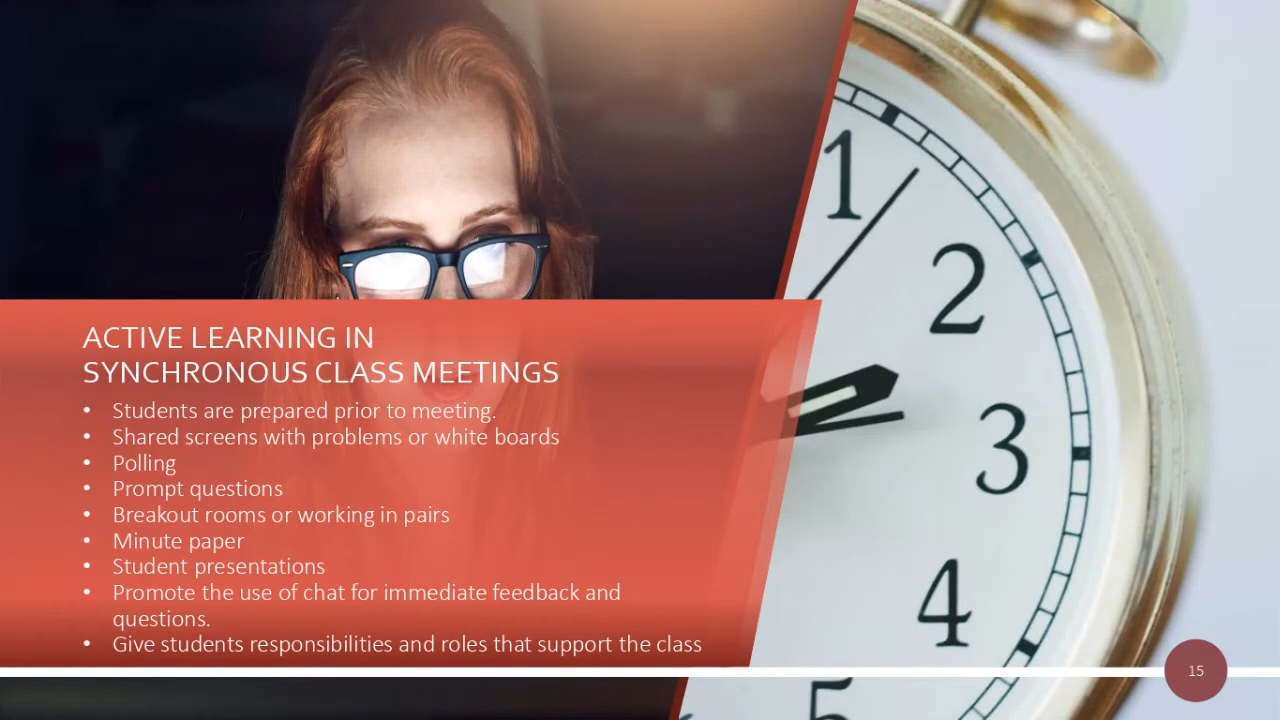 ACTIVE LEARNING IN
SYNCHRONOUS CLASS MEETINGS
• Students are prepared prior to meeting.
• Shared screens with problems or white boards
• Polling
• Prompt questions
• Breakout rooms or working in pairs
• Minute paper
• Student presentations
• Promote the use of chat for immediate feedback and
questions.
• Give students responsibilities and roles that support the class
1
2
3
4
5
15